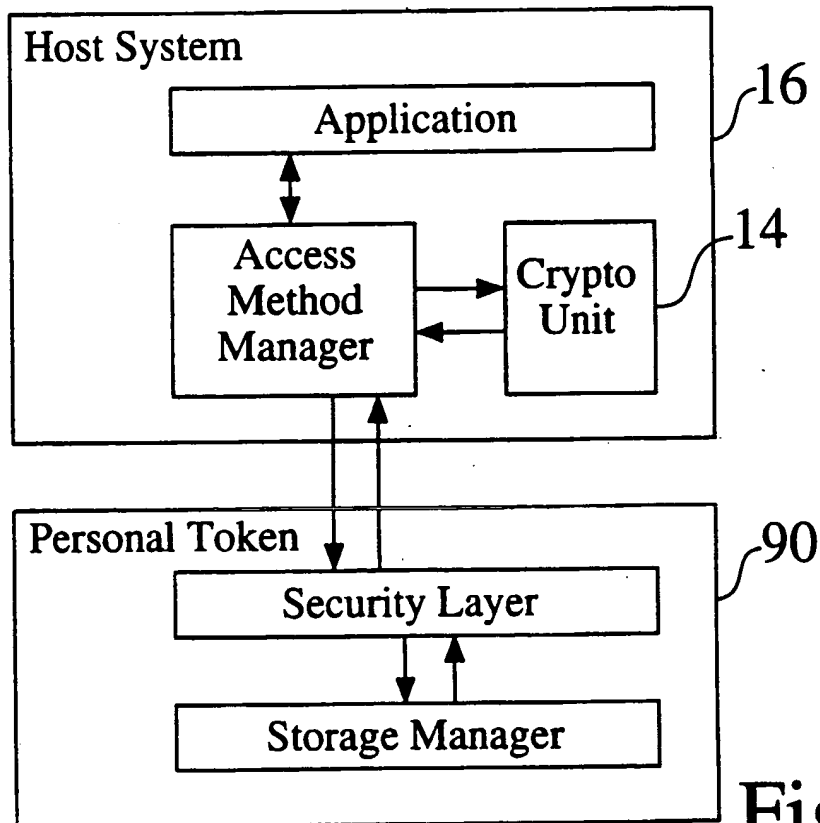 Host System
16
Application
14
Access
Method
Manager
Crypto
Unit
Personal Token
90
Security Layer
Storage Manager